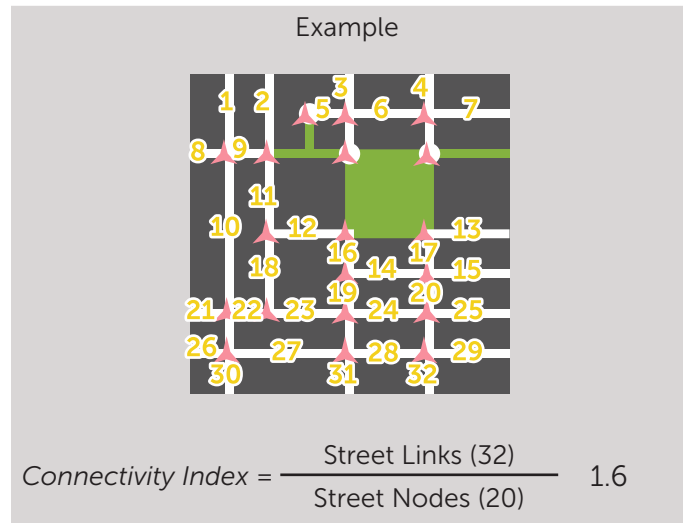 Example
3 4
1 2 5 6 7
8 9
11
10 12 13
16 17
18 14 15
19 20
21 22 23 24 25
26 27 28 29
30 31 32
Street Links (32)
Connectivity Index = 1.6
Street Nodes (20)